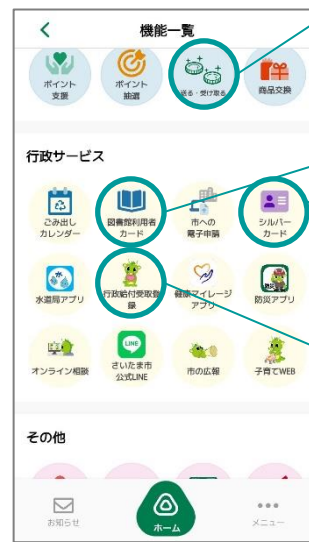 機能一覧
ポイント
支援
ポイント
抽選
送る・受け取る
商品交換
行政サービス
ごみ出し
カレンダー
図書館利用者
カード
市への
電子申請
シルバー
カード
水道局アプリ
行政給付受取登
録
健康マイレージ
アプリ
防災アプリ
オンライン相談
LINE
さいたま市
公式LINE
市の広報
子育てWEB
その他
お知らせ
ホーム
メニュー